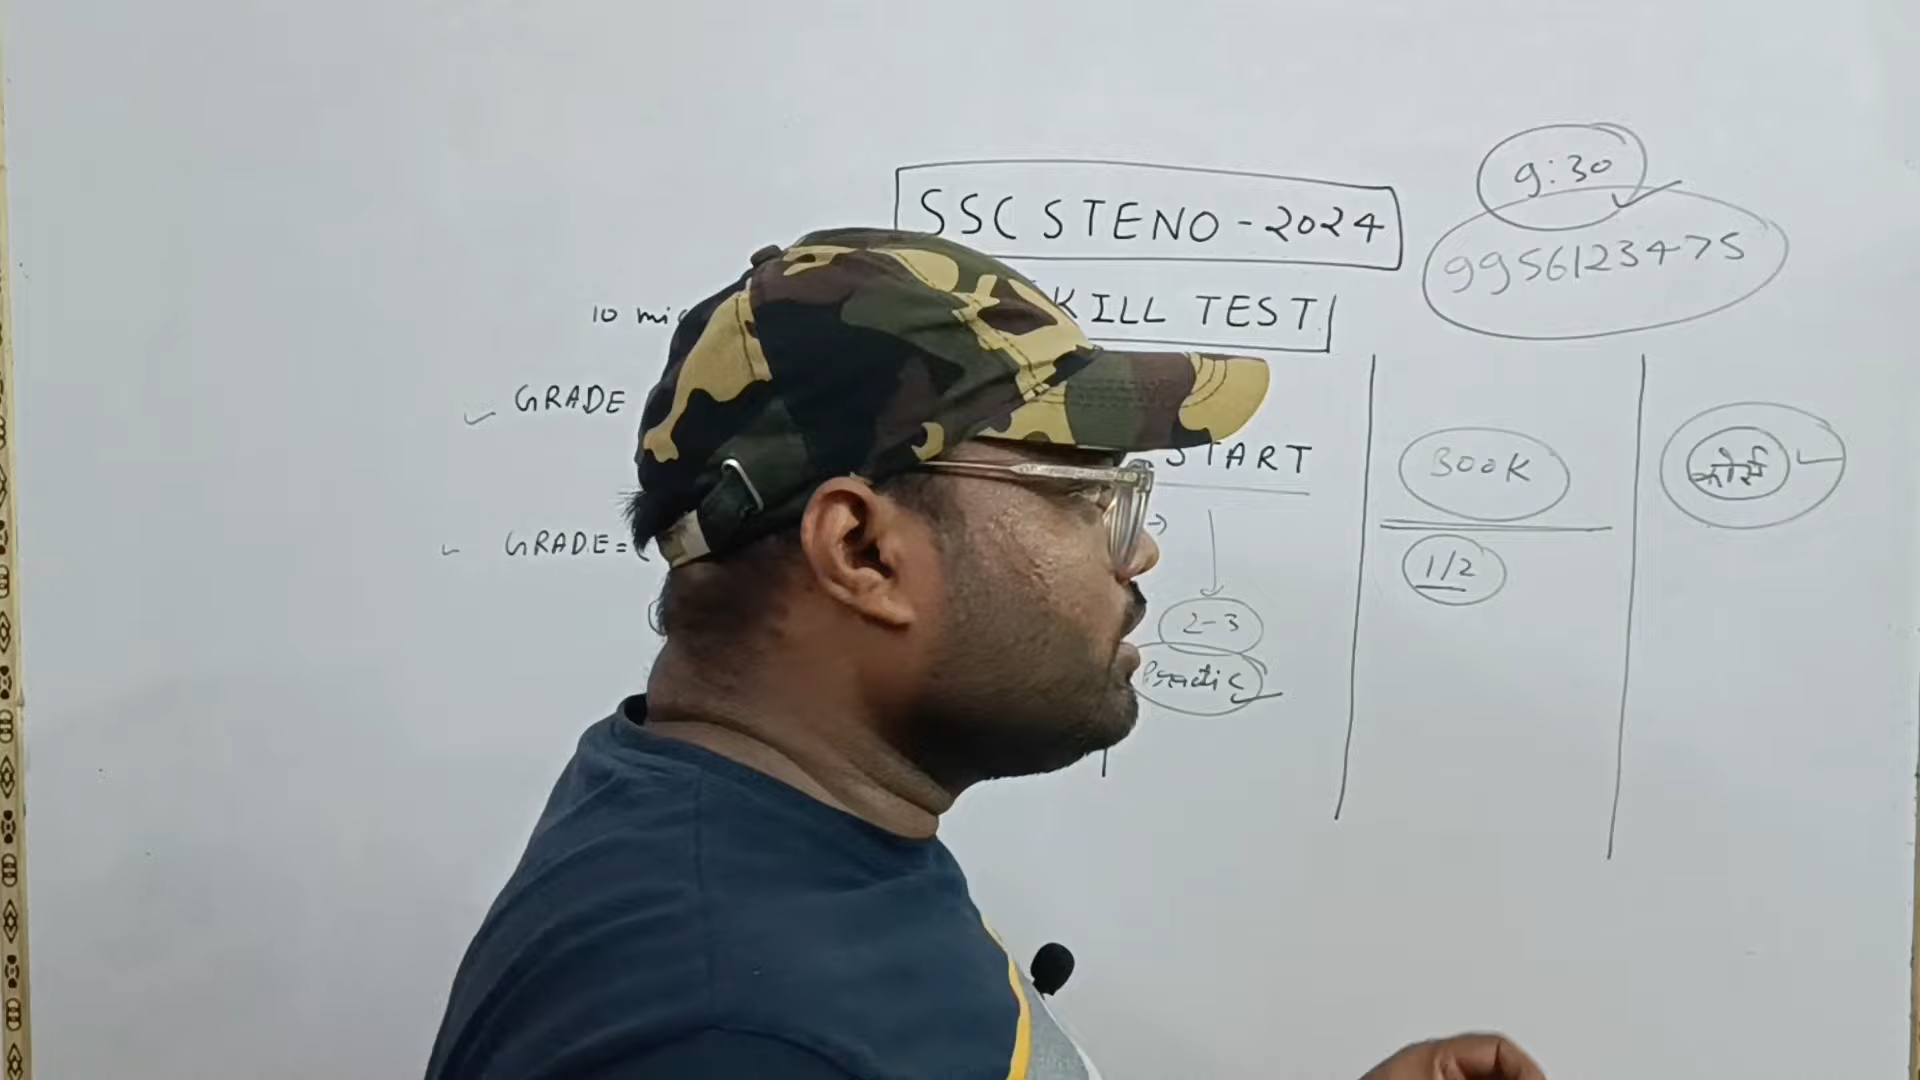 9:30
SSC STENO-2024
9956123475
KILL TEST
10 mi
GRADE
START
BOOK
कोर्स
GRADE=
1/2
2-3
Practic